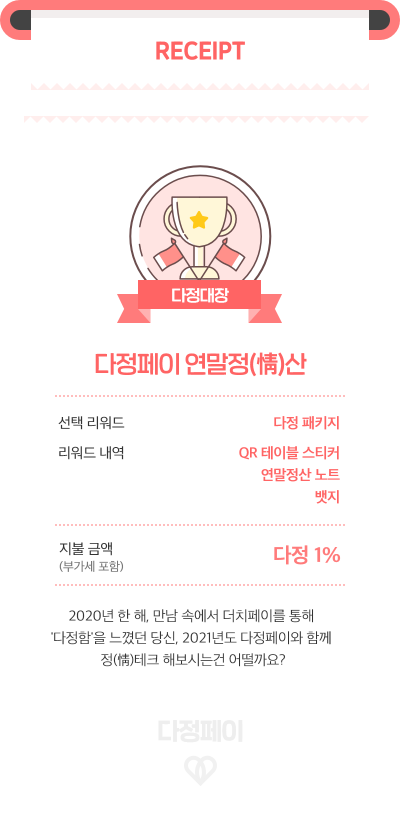 RECEIPT
다정대장
다정페이 연말정(情)산
선택 리워드 다정 패키지
리워드 내역 QR 테이블 스티커
연말정산 노트
뱃지
지불 금액
(부가세 포함) 다정 1%
2020년 한 해, 만남 속에서 더치페이를 통해
'다정함'을 느꼈던 당신, 2021년도 다정페이와 함께
정(情)테크 해보시는건 어떨까요?
다정페이